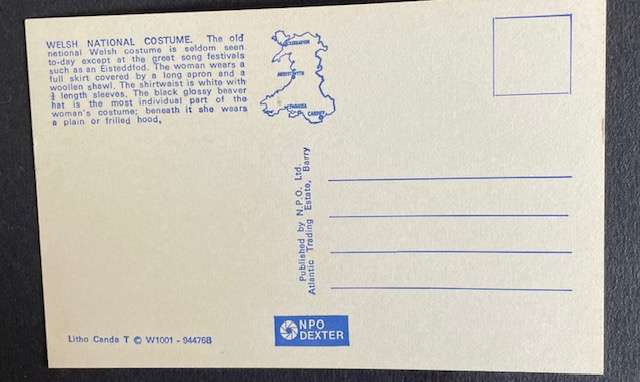 WELSH NATIONAL COSTUME. The old
national Welsh costume is seldom seen
to-day except at the great song festivals
such as an Eisteddfod. The woman wears a
full skirt covered by a long apron and a
woollen shawl. The shirtwaist is white with
¾ length sleeves. The black glossy beaver
hat is the most individual part of the
woman's costume; beneath it she wears
a plain or frilled hood.
SWANSEA
CARDIFF
Published by N.P.O. Ltd.
Atlantic Trading Estate, Barry
NPO
DEXTER
Litho Canda T © W1001 - 94476B